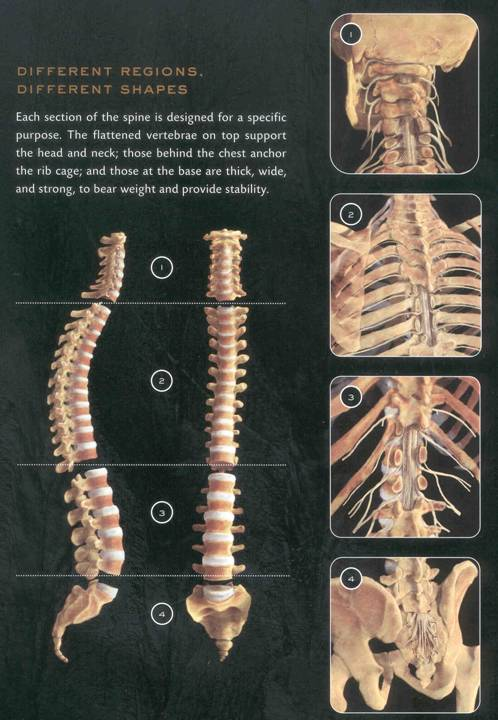 DIFFERENT REGIONS,
DIFFERENT SHAPES
Each section of the spine is designed for a specific
purpose. The flattened vertebrae on top support
the head and neck; those behind the chest anchor
the rib cage; and those at the base are thick, wide,
and strong, to bear weight and provide stability.
1
2
3
4
1
2
3
4